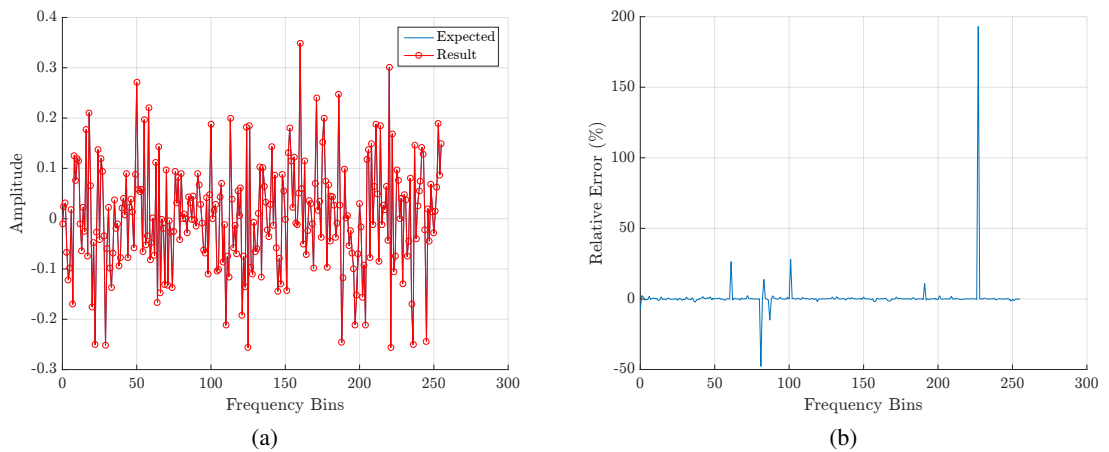 0.4
0.3
0.2
0.1
0
-0.1
-0.2
-0.3
Amplitude
0 50 100 150 200 250 300
Frequency Bins
Expected
Result
(a)
200
150
100
50
0
-50
Relative Error (%)
0 50 100 150 200 250 300
Frequency Bins
(b)